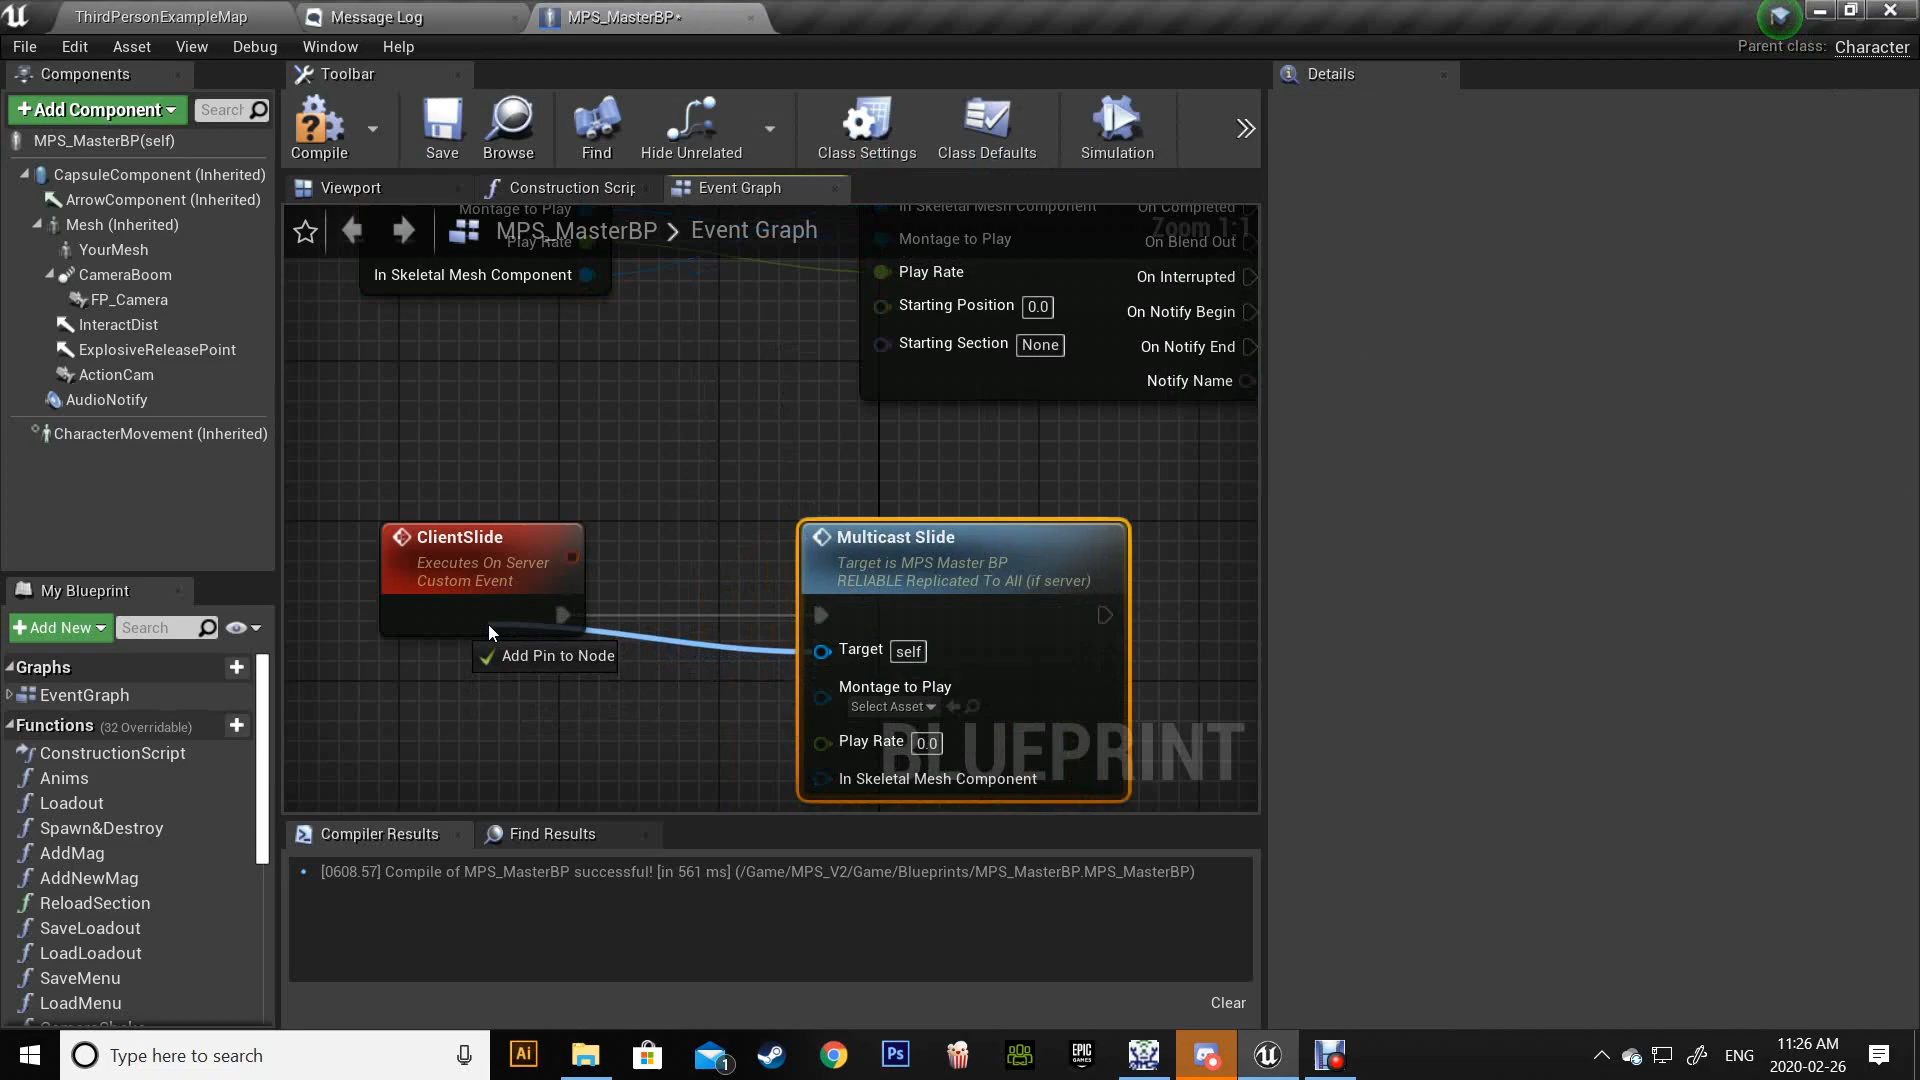 ThirdPersonExampleMap
Message Log
MPS_MasterBP*
File
Edit
Asset
View
Debug
Window
Help
Parent class: Character
Components
Toolbar
Details
+Add Component
Search
Compile
Save
Browse
Find
Hide Unrelated
Class Settings
Class Defaults
Simulation
MPS_MasterBP(self)
CapsuleComponent (Inherited)
ArrowComponent (Inherited)
Mesh (Inherited)
YourMesh
CameraBoom
FP_Camera
InteractDist
ExplosiveReleasePoint
ActionCam
AudioNotify
CharacterMovement (Inherited)
Viewport
Construction Scrip
Event Graph
MPS_MasterBP > Event Graph
Zoom 1:1
Montage to Play
Play Rate
In Skeletal Mesh Component
In Skeletal Mesh Component
On Completed
Montage to Play
On Blend Out
Play Rate
On Interrupted
Starting Position 0.0
On Notify Begin
Starting Section None
On Notify End
Notify Name
ClientSlide
Executes On Server
Custom Event
Add Pin to Node
Multicast Slide
Target is MPS Master BP
RELIABLE Replicated To All (if server)
Target self
Montage to Play
Select Asset
Play Rate 0.0
In Skeletal Mesh Component
BLUEPRINT
My Blueprint
+Add New
Search
Graphs
EventGraph
Functions (32 Overridable)
ConstructionScript
Anims
Loadout
Spawn&Destroy
AddMag
AddNewMag
ReloadSection
SaveLoadout
LoadLoadout
SaveMenu
LoadMenu
Compiler Results
Find Results
[0608.57] Compile of MPS_MasterBP successful! [in 561 ms] (/Game/MPS_V2/Game/Blueprints/MPS_MasterBP.MPS_MasterBP)
Clear
Type here to search
Ai
1
Ps
EPIC
GAMES
ENG
11:26 AM
2020-02-26